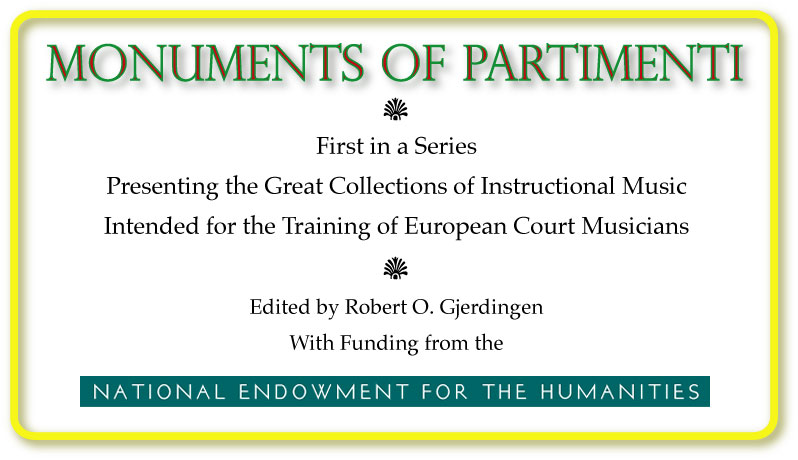 MONUMENTS OF PARTIMENTI
First in a Series
Presenting the Great Collections of Instructional Music
Intended for the Training of European Court Musicians
Edited by Robert O. Gjerdingen
With Funding from the
NATIONAL ENDOWMENT FOR THE HUMANITIES